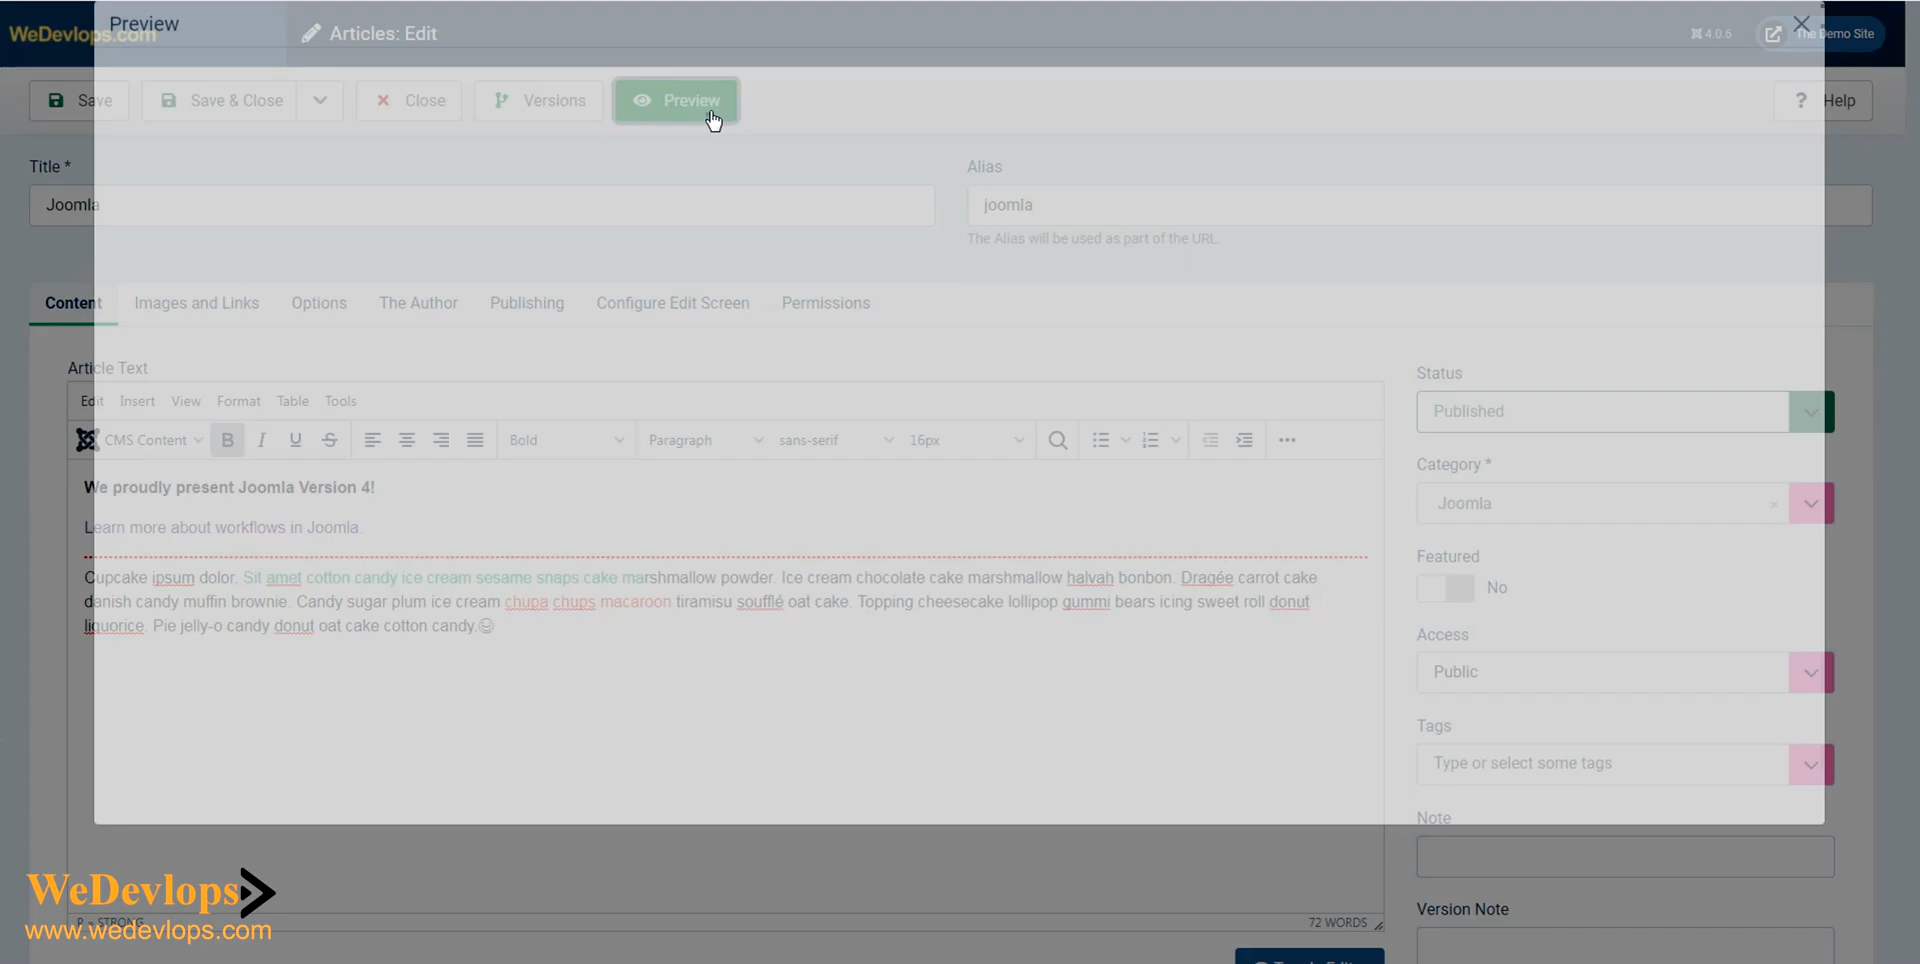 WeDevlops.com
Preview
Articles: Edit
4.0.6
The Demo Site
Save
Save & Close
Close
Versions
Preview
? Help
Title *
Alias
Joomla
joomla
The Alias will be used as part of the URL.
Content
Images and Links
Options
The Author
Publishing
Configure Edit Screen
Permissions
Article Text
Edit
Insert
View
Format
Table
Tools
CMS Content
B
I
U
S
Bold
Paragraph
sans-serif
16px
We proudly present Joomla Version 4!
Learn more about workflows in Joomla.
Cupcake ipsum dolor. Sit amet cotton candy ice cream sesame snaps cake marshmallow powder. Ice cream chocolate cake marshmallow halvah bonbon. Dragée carrot cake
danish candy muffin brownie. Candy sugar plum ice cream chupa chups macaroon tiramisu soufflé oat cake. Topping cheesecake lollipop gummi bears icing sweet roll donut
liquorice. Pie jelly-o candy donut oat cake cotton candy.
Status
Published
Category *
Joomla
Featured
No
Access
Public
Tags
Type or select some tags
Note
Version Note
P » STRONG
72 WORDS
WeDevlops
www.wedevlops.com